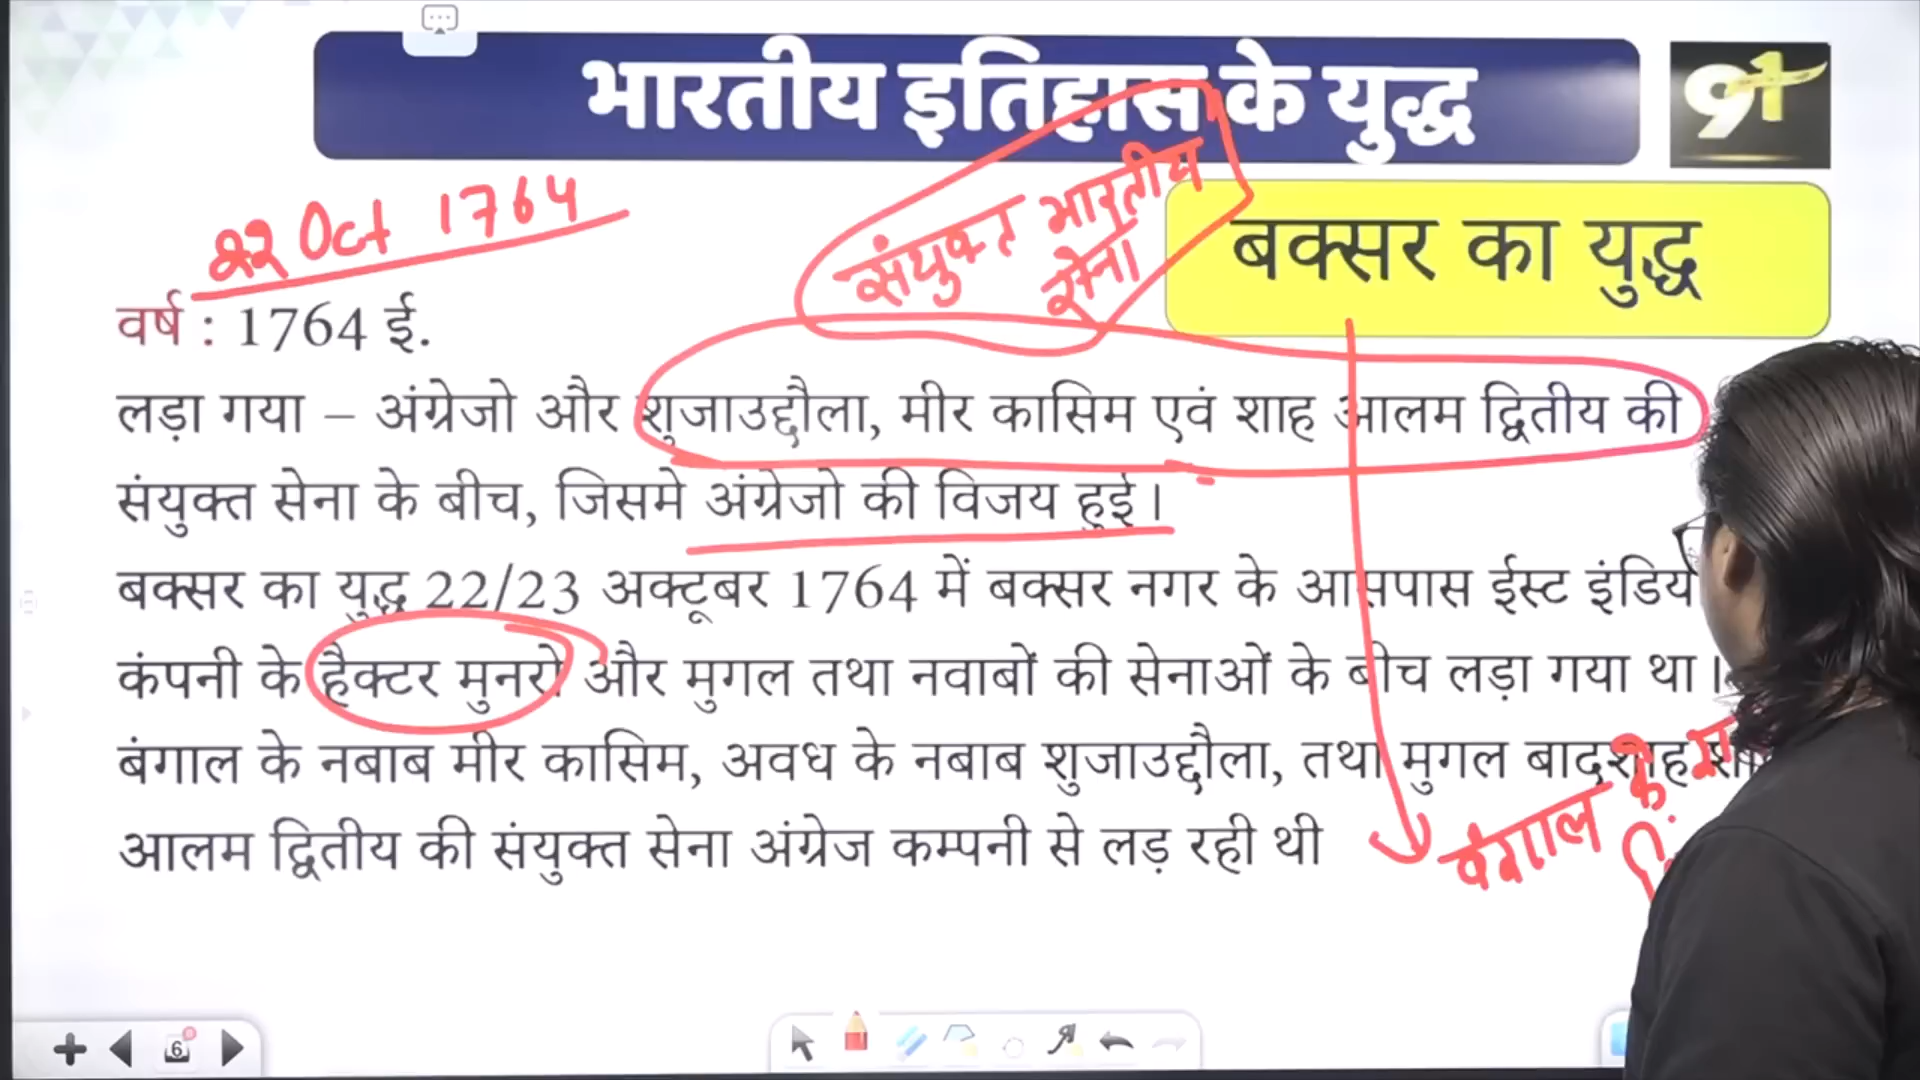 भारतीय इतिहास के युद्ध
91
22 Oct 1764
संयुक्त भारतीय
सेना
बक्सर का युद्ध
वर्ष : 1764 ई.
लड़ा गया – अंग्रेजो और शुजाउद्दौला, मीर कासिम एवं शाह आलम द्वितीय की
संयुक्त सेना के बीच, जिसमे अंग्रेजो की विजय हुई।
बक्सर का युद्ध 22/23 अक्टूबर 1764 में बक्सर नगर के आसपास ईस्ट इंडिय
कंपनी के हैक्टर मुनरो और मुगल तथा नवाबों की सेनाओं के बीच लड़ा गया था।
बंगाल के नबाब मीर कासिम, अवध के नबाब शुजाउद्दौला, तथा मुगल बादशाह
आलम द्वितीय की संयुक्त सेना अंग्रेज कम्पनी से लड़ रही थी
बंगाल के
6